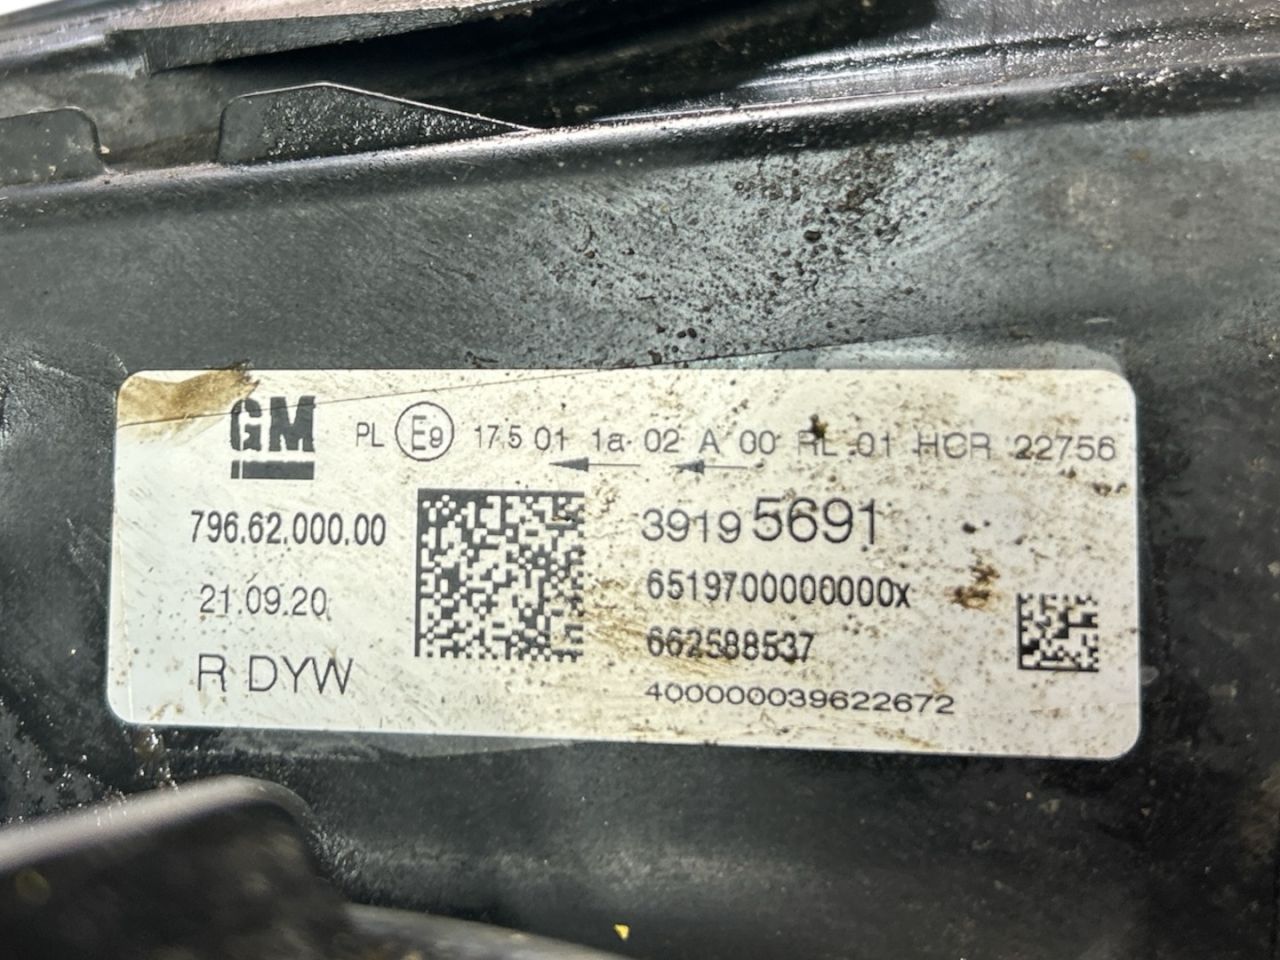 GM
PL E9 17.5 01 1a 02 A 00 RL 01 HCR 22756
796.62.000.00
39195691
21.09.20
6519700000000x
662588537
R DYW
400000039622672